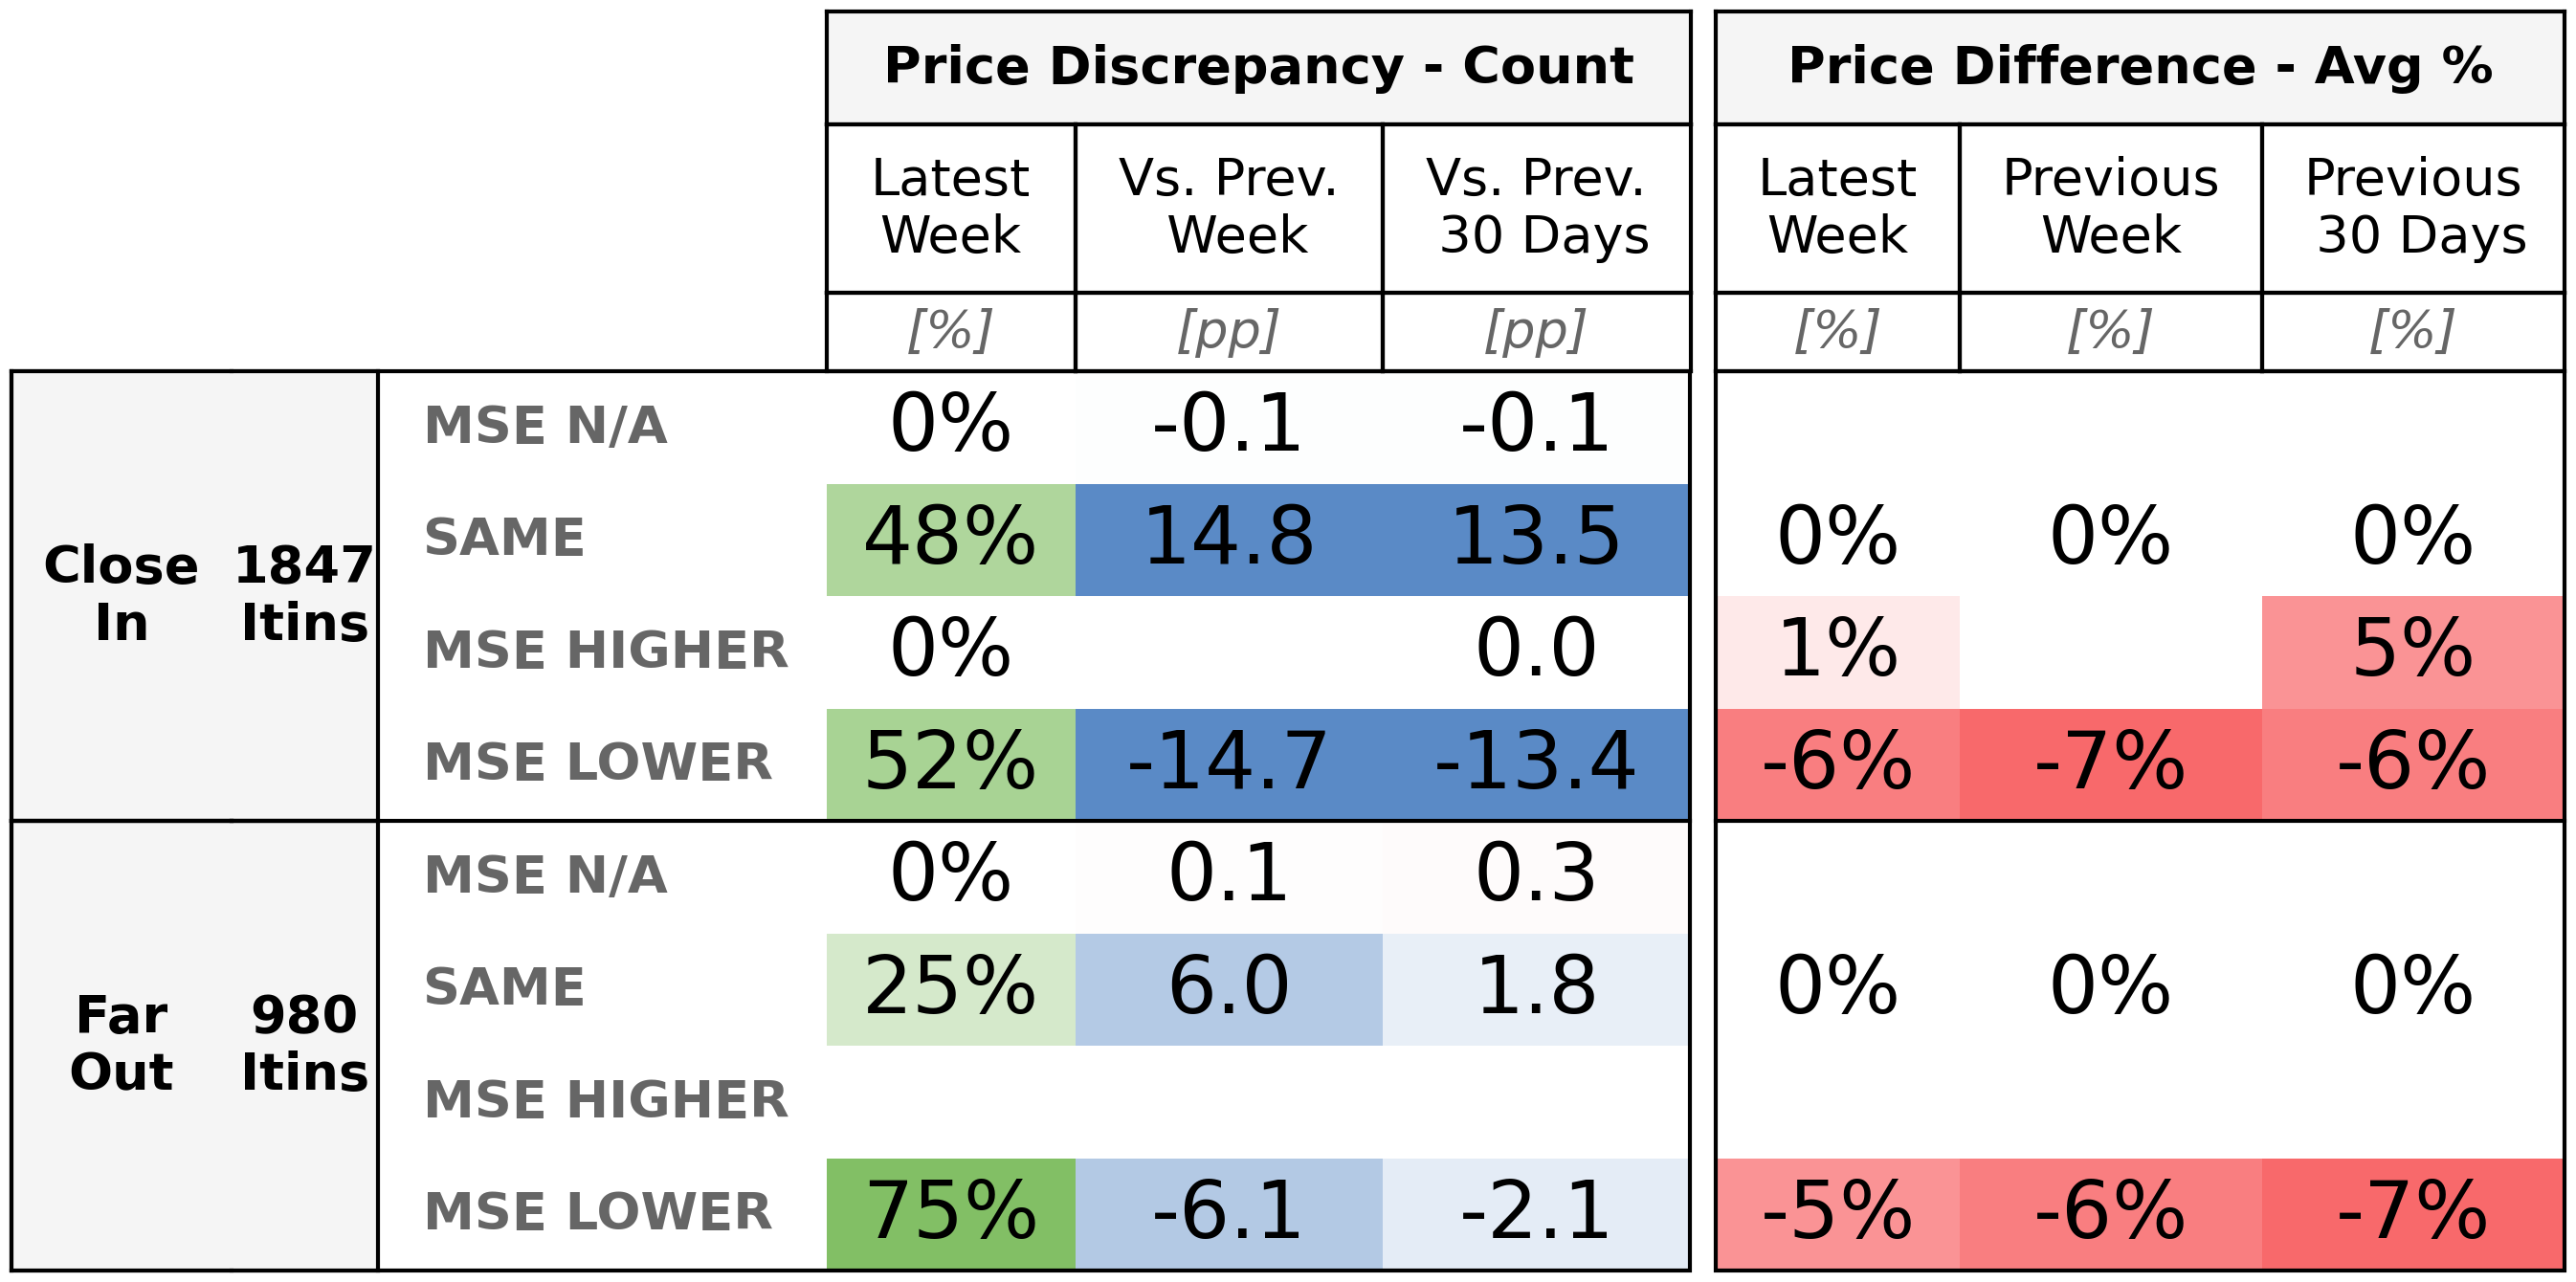 Price Discrepancy - Count Price Difference - Avg %
Latest Week Vs. Prev. Week Vs. Prev. 30 Days Latest Week Previous Week Previous 30 Days
[%] [pp] [pp] [%] [%] [%]
Close In 1847 Itins
MSE N/A 0% -0.1 -0.1
SAME 48% 14.8 13.5 0% 0% 0%
MSE HIGHER 0% 0.0 1% 5%
MSE LOWER 52% -14.7 -13.4 -6% -7% -6%
Far Out 980 Itins
MSE N/A 0% 0.1 0.3
SAME 25% 6.0 1.8 0% 0% 0%
MSE HIGHER
MSE LOWER 75% -6.1 -2.1 -5% -6% -7%